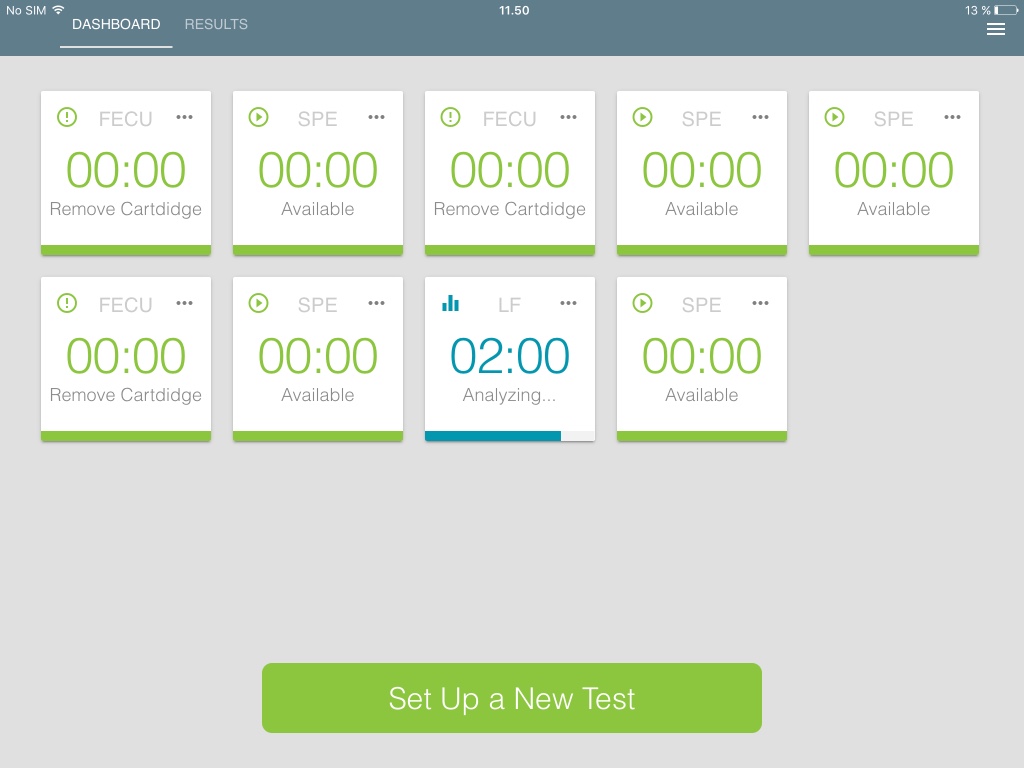 No SIM 11.50 13 %
DASHBOARD RESULTS
FECU ••• SPE ••• FECU ••• SPE ••• SPE •••
00:00 00:00 00:00 00:00 00:00
Remove Cartdidge Available Remove Cartdidge Available Available
FECU ••• SPE ••• LF ••• SPE •••
00:00 00:00 02:00 00:00
Remove Cartdidge Available Analyzing... Available
Set Up a New Test